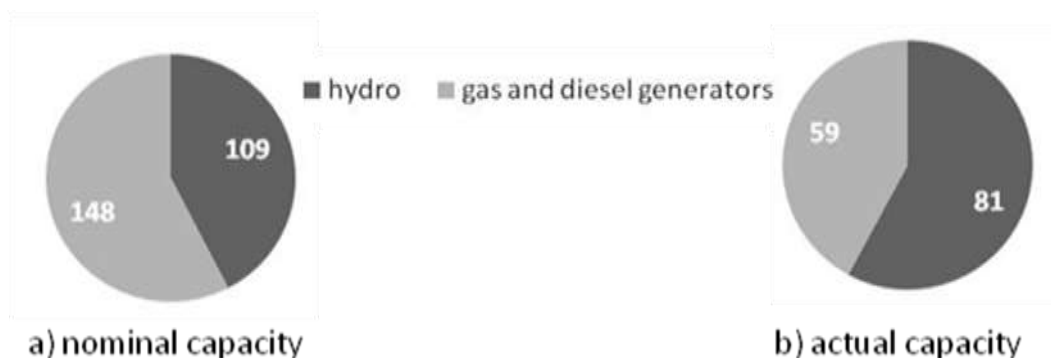 hydro
gas and diesel generators
109
148
59
81
a) nominal capacity
b) actual capacity